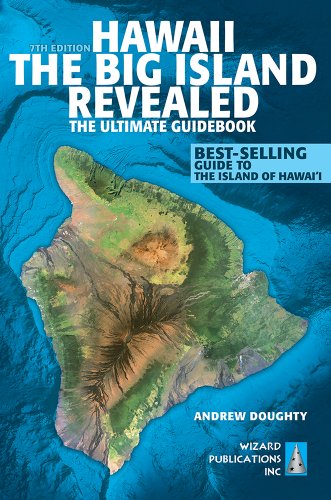 7TH EDITION HAWAII
THE BIG ISLAND
REVEALED
THE ULTIMATE GUIDEBOOK
BEST-SELLING
GUIDE TO
THE ISLAND OF HAWAI'I
ANDREW DOUGHTY
WIZARD
PUBLICATIONS
INC